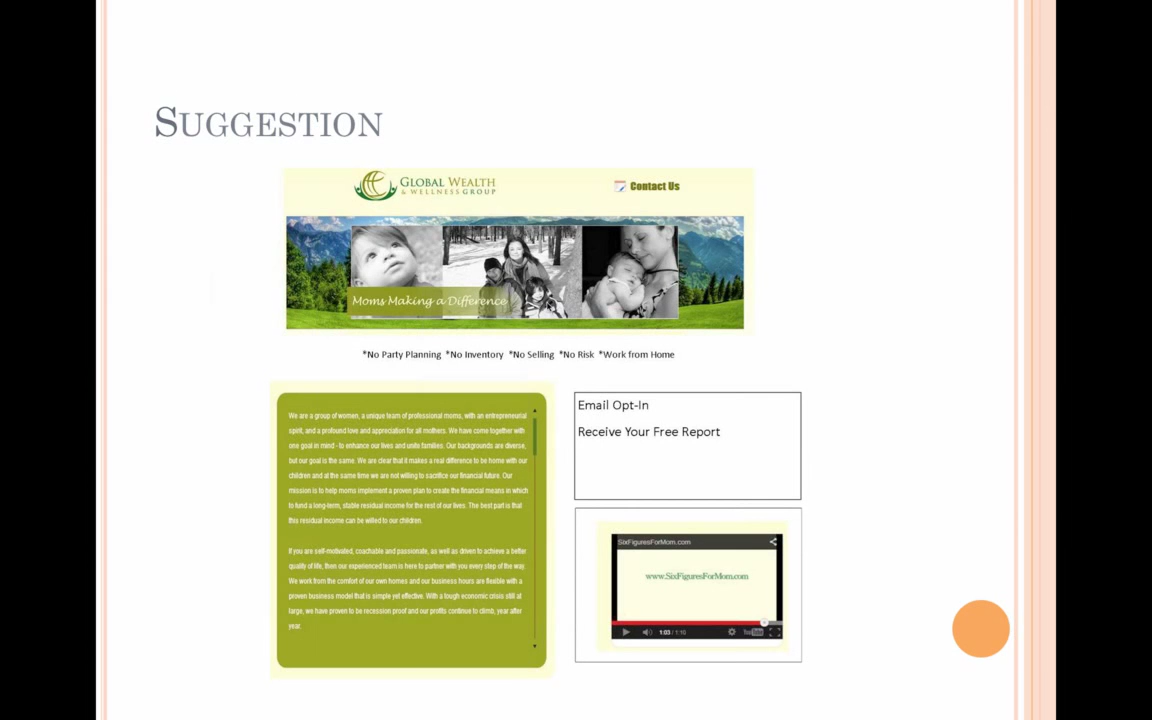 SUGGESTION
GLOBAL WEALTH
& WELLNESS GROUP
Contact Us
Moms Making a Difference
*No Party Planning *No Inventory *No Selling *No Risk *Work from Home
We are a group of women, a unique team of professional moms, with an entrepreneurial
spirit, and a profound love and appreciation for all mothers. We have come together with
one goal in mind - to enhance our lives and unite families. Our backgrounds are diverse,
but our goal is the same. We are clear that it makes a real difference to be home with our
children and at the same time we are not willing to sacrifice our financial future. Our
mission is to help moms implement a proven plan to create the financial means in which
to fund a long-term, stable residual income for the rest of our lives. The best part is that
this residual income can be willed to our children.
If you are self-motivated, coachable and passionate, as well as driven to achieve a better
quality of life, then our experienced team is here to partner with you every step of the way.
We work from the comfort of our own homes and our business hours are flexible with a
proven business model that is simple yet effective. With a tough economic crisis still at
large, we have proven to be recession proof and our profits continue to climb, year after
year.
Email Opt-In
Receive Your Free Report
SixFiguresForMom.com
www.SixFiguresForMom.com
1:03 / 1:10
YouTube